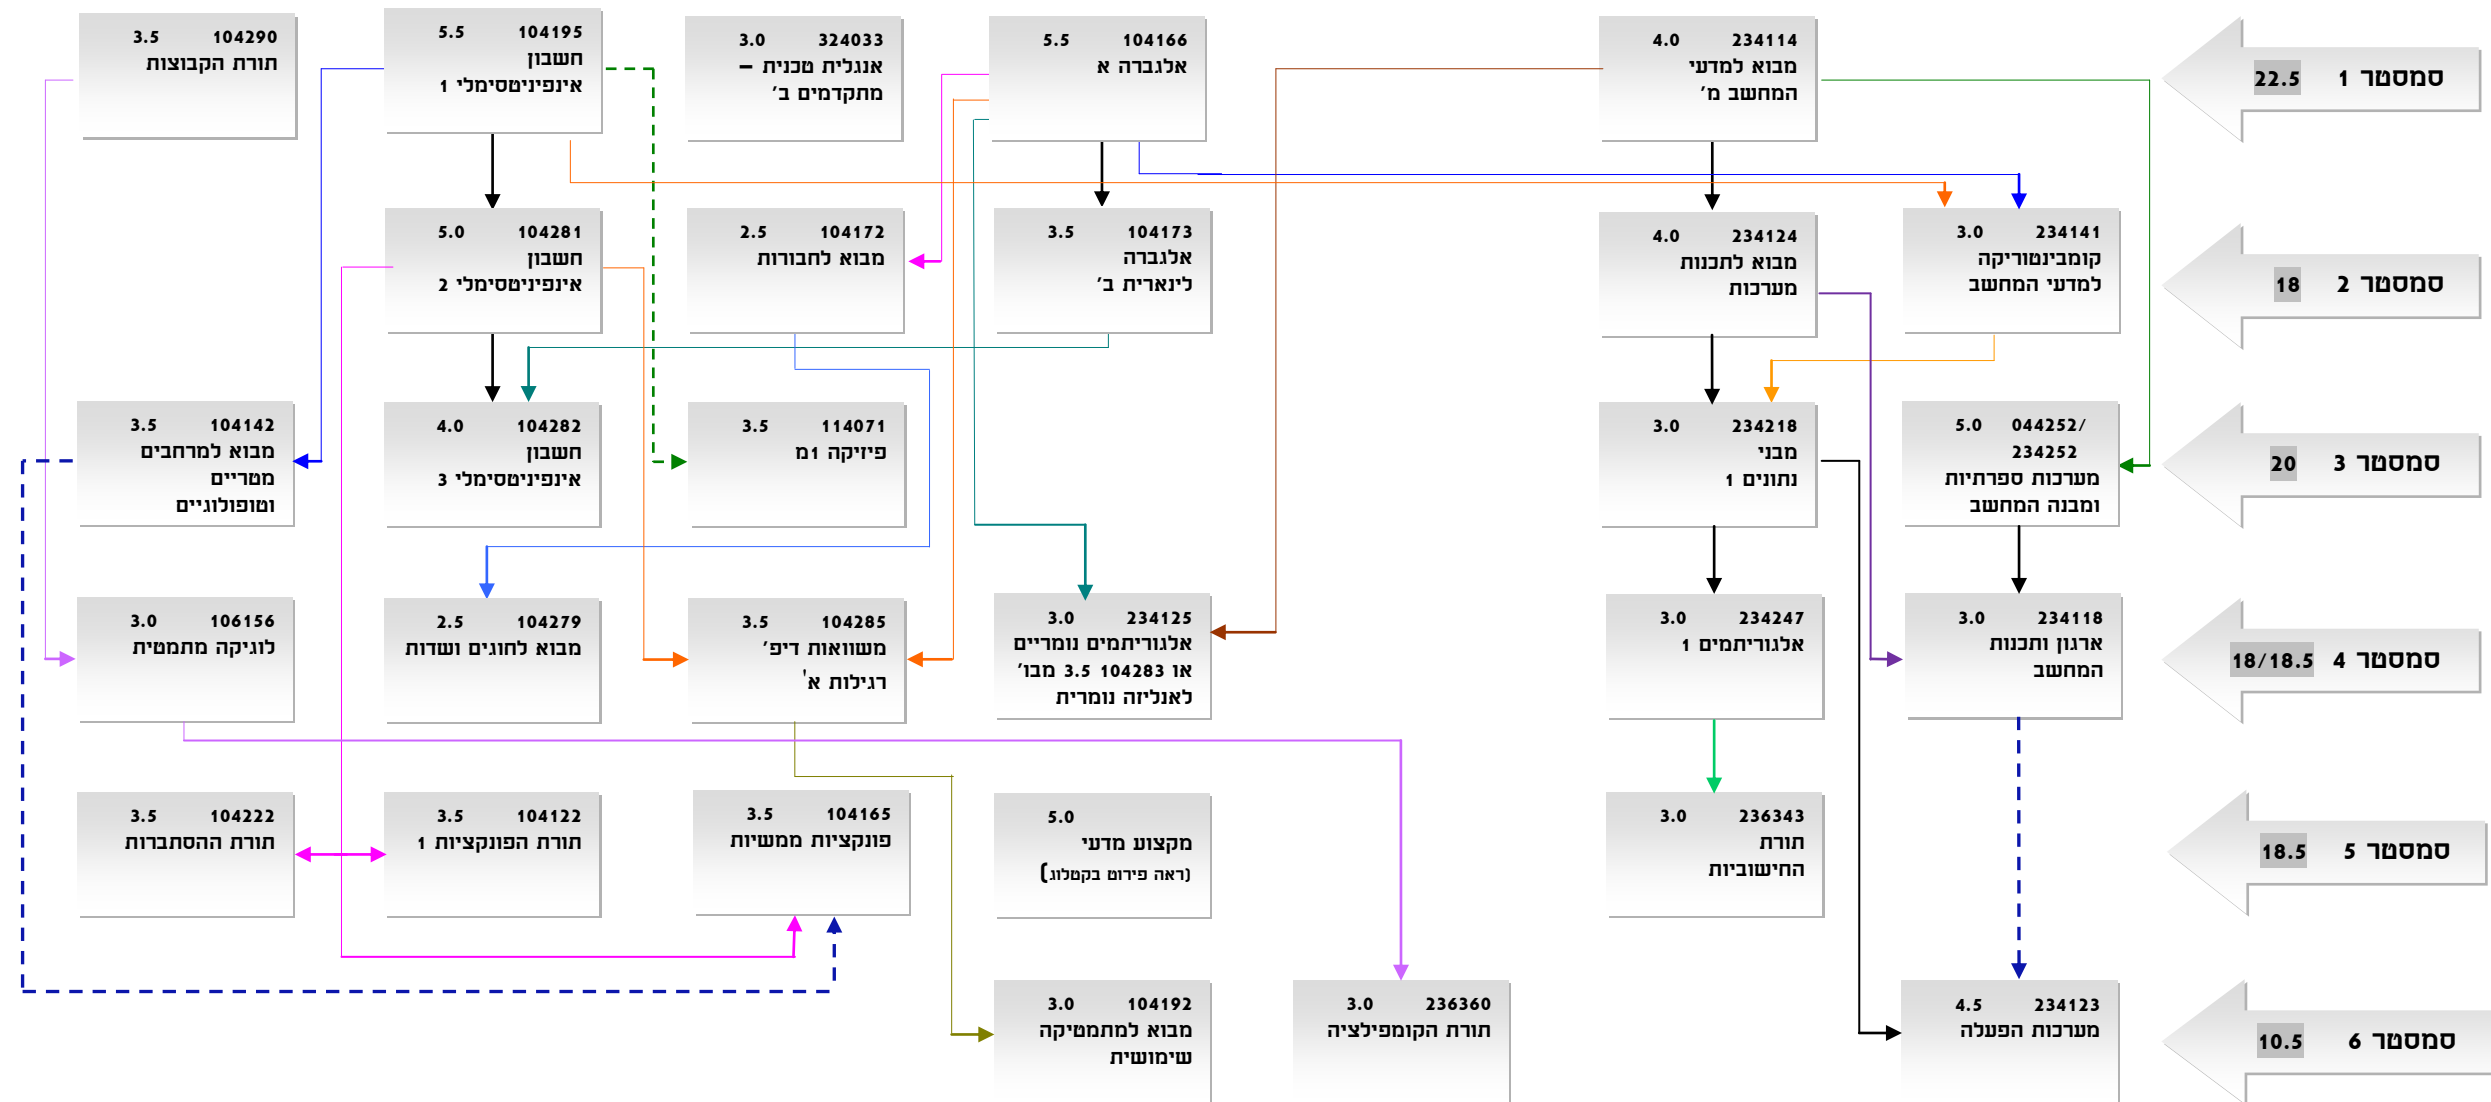 סמסטר 1 22.5
234114 4.0
מבוא למדעי
המחשב מ׳
104166 5.5
אלגברה א
324033 3.0
אנגלית טכנית –
מתקדמים ב׳
104195 5.5
חשבון
אינפיניטסימלי 1
104290 3.5
תורת הקבוצות
סמסטר 2 18
234141 3.0
קומבינטוריקה
למדעי המחשב
234124 4.0
מבוא לתכנות
מערכות
104173 3.5
אלגברה
לינארית ב׳
104172 2.5
מבוא לחבורות
104281 5.0
חשבון
אינפיניטסימלי 2
סמסטר 3 20
044252/ 5.0
234252
מערכות ספרתיות
ומבנה המחשב
234218 3.0
מבני
נתונים 1
114071 3.5
פיזיקה 1מ
104282 4.0
חשבון
אינפיניטסימלי 3
104142 3.5
מבוא למרחבים
מטריים
וטופולוגיים
סמסטר 4 18/18.5
234118 3.0
ארגון ותכנות
המחשב
234247 3.0
אלגוריתמים 1
234125 3.0
אלגוריתמים נומריים
או 104283 3.5 מבו׳
לאנליזה נומרית
104285 3.5
משוואות דיפ׳
רגילות א'
104279 2.5
מבוא לחוגים ושדות
106156 3.0
לוגיקה מתמטית
סמסטר 5 18.5
236343 3.0
תורת
החישוביות
5.0
מקצוע מדעי
(ראה פירוט בקטלוג)
104165 3.5
פונקציות ממשיות
104122 3.5
תורת הפונקציות 1
104222 3.5
תורת ההסתברות
סמסטר 6 10.5
234123 4.5
מערכות הפעלה
236360 3.0
תורת הקומפילציה
104192 3.0
מבוא למתמטיקה
שימושית